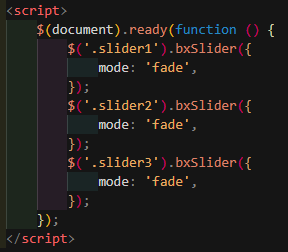 <script>
    $(document).ready(function () {
        $('.slider1').bxSlider({
            mode: 'fade',
        });
        $('.slider2').bxSlider({
            mode: 'fade',
        });
        $('.slider3').bxSlider({
            mode: 'fade',
        });
    });
</script>